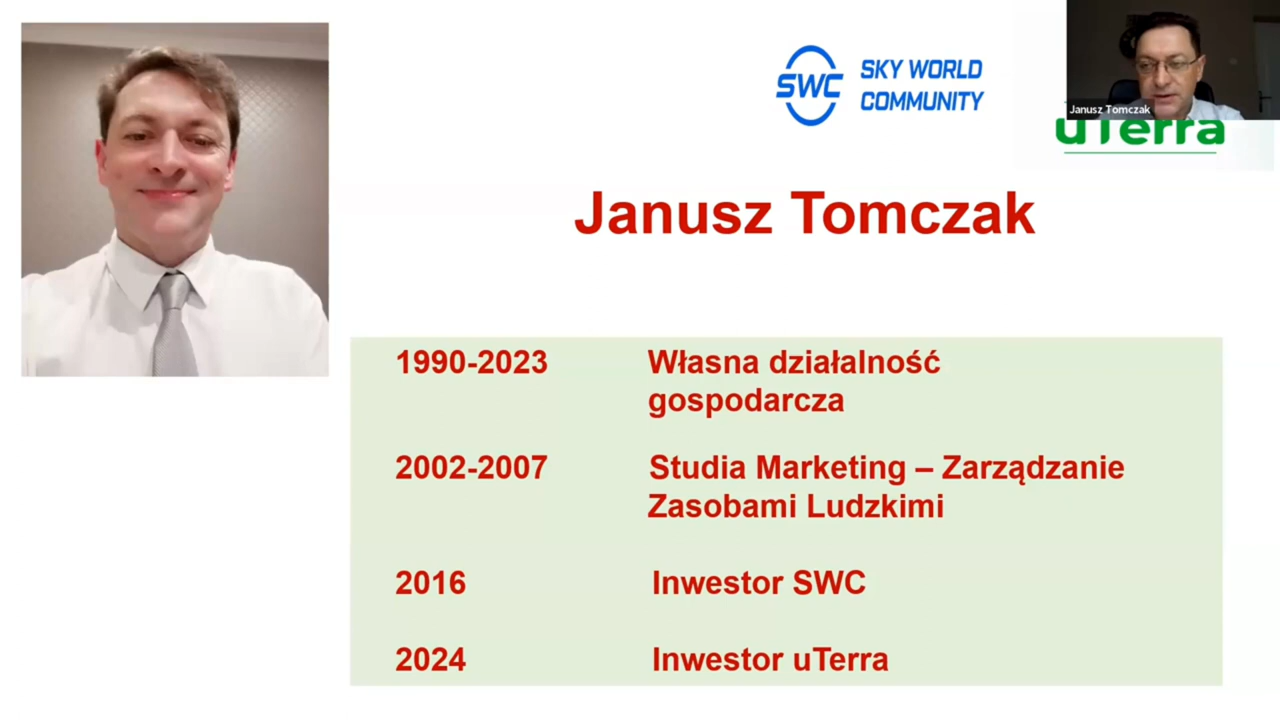 SWC
SKY WORLD
COMMUNITY
Janusz Tomczak
uTerra
Janusz Tomczak
1990-2023 Własna działalność
gospodarcza
2002-2007 Studia Marketing – Zarządzanie
Zasobami Ludzkimi
2016 Inwestor SWC
2024 Inwestor uTerra